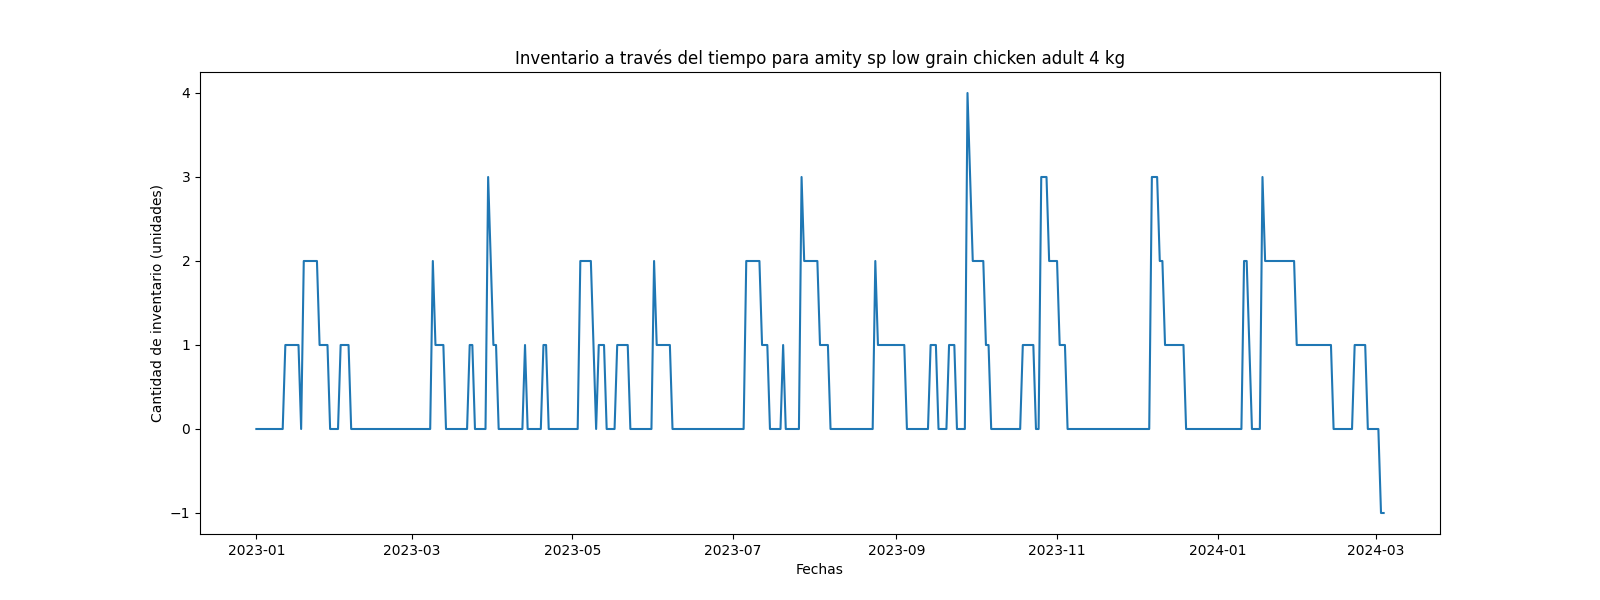 Inventario a través del tiempo para amity sp low grain chicken adult 4 kg
Cantidad de inventario (unidades)
4
3
2
1
0
−1
2023-01 2023-03 2023-05 2023-07 2023-09 2023-11 2024-01 2024-03
Fechas